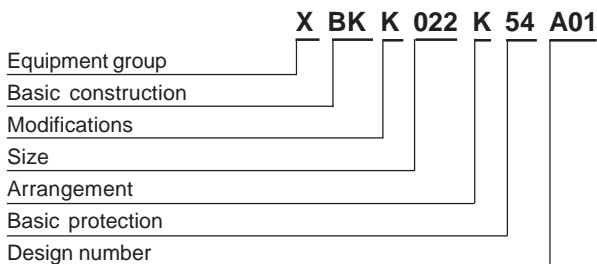 X BK K 022 K 54 A01
Equipment group
Basic construction
Modifications
Size
Arrangement
Basic protection
Design number